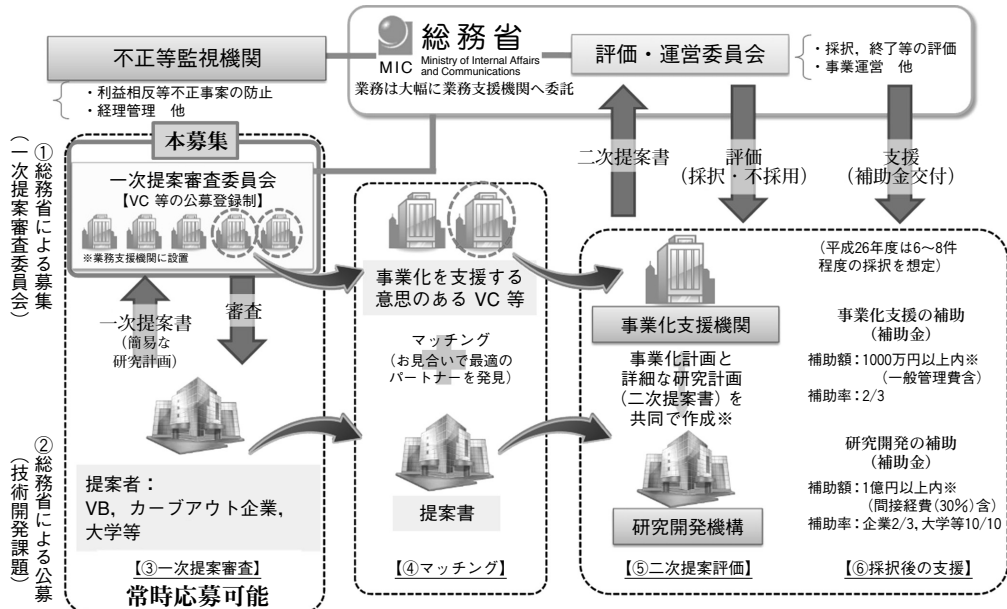 不正等監視機関
・利益相反等不正事案の防止
・経理管理 他
総務省
MIC
Ministry of Internal Affairs
and Communications
業務は大幅に業務支援機関へ委託
評価・運営委員会
・採択，終了等の評価
・事業運営 他
①総務省による募集
（一次提案審査委員会）
②総務省による公募
（技術開発課題）
本募集
一次提案審査委員会
【VC 等の公募登録制】
※業務支援機関に設置
一次提案書
(簡易な
研究計画)
審査
提案者：
VB，カーブアウト企業，
大学等
【③一次提案審査】
常時応募可能
事業化を支援する
意思のある VC 等
マッチング
(お見合いで最適の
パートナーを発見)
提案書
【④マッチング】
二次提案書
評価
(採択・不採用)
支援
(補助金交付)
事業化支援機関
事業化計画と
詳細な研究計画
(二次提案書) を
共同で作成※
研究開発機構
【⑤二次提案評価】
(平成26年度は6～8件
程度の採択を想定)
事業化支援の補助
(補助金)
補助額：1000万円以上内※
(一般管理費含)
補助率：2/3
研究開発の補助
(補助金)
補助額：1億円以上内※
(間接経費(30%)含)
補助率：企業2/3，大学等10/10
【⑥採択後の支援】